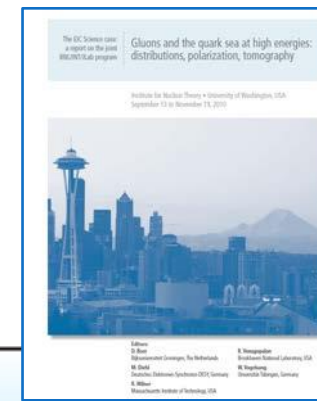 The EIC Science case:
a report on the joint
BNL/INT/JLab program
Gluons and the quark sea at high energies:
distributions, polarization, tomography
Institute for Nuclear Theory • University of Washington, USA
September 13 to November 19, 2010
Editors:
D. Boer
Rijksuniversiteit Groningen, The Netherlands
M. Diehl
Deutsches Elektronen-Synchrotron DESY, Germany
R. Milner
Massachusetts Institute of Technology, USA
R. Venugopalan
Brookhaven National Laboratory, USA
W. Vogelsang
Universität Tübingen, Germany